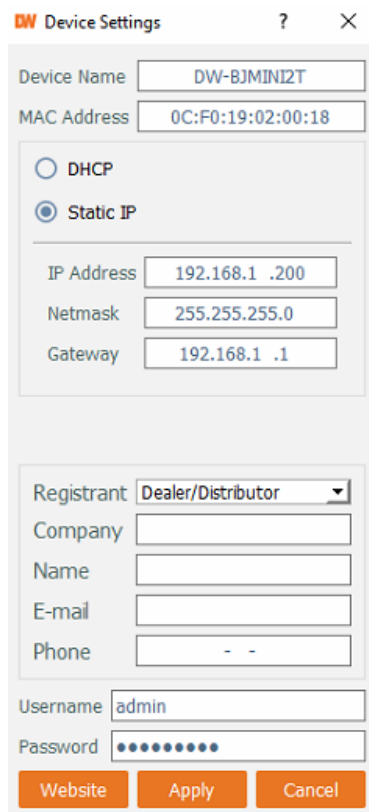 DW Device Settings ? ×
Device Name DW-BJMINI2T
MAC Address 0C:F0:19:02:00:18
DHCP
Static IP
IP Address 192.168.1 .200
Netmask 255.255.255.0
Gateway 192.168.1 .1
Registrant Dealer/Distributor
Company
Name
E-mail
Phone - -
Username admin
Password •••••••••
Website Apply Cancel